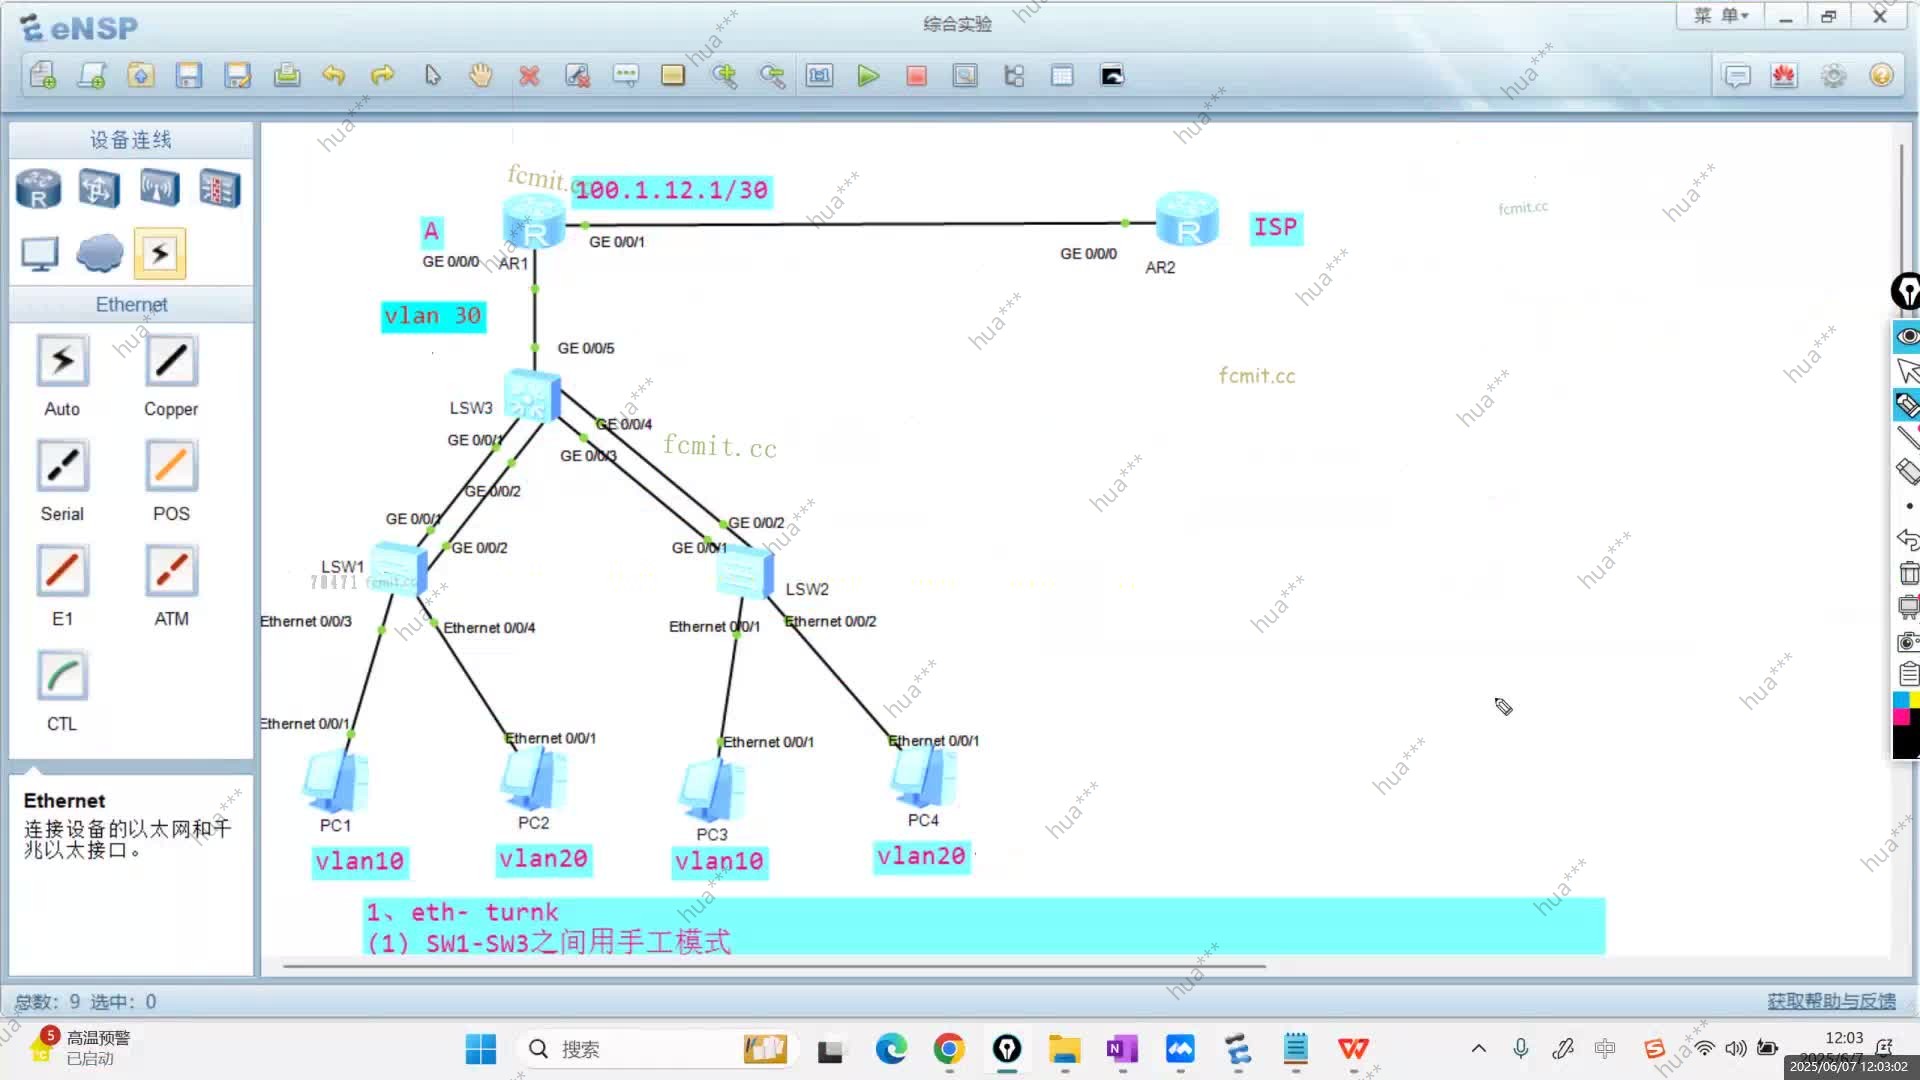 eNSP
综合实验
菜 单
设备连线
Ethernet
Auto
Copper
Serial
POS
E1
ATM
CTL
Ethernet
连接设备的以太网和千
兆以太接口。
fcmit.c
100.1.12.1/30
A
GE 0/0/0
AR1
GE 0/0/1
GE 0/0/0
AR2
ISP
fcmit.cc
vlan 30
GE 0/0/5
LSW3
fcmit.cc
GE 0/0/1
GE 0/0/4
GE 0/0/3
fcmit.cc
GE 0/0/2
GE 0/0/1
GE 0/0/2
GE 0/0/2
GE 0/0/1
LSW1
70471 fcmit.cc
LSW2
Ethernet 0/0/3
Ethernet 0/0/4
Ethernet 0/0/1
Ethernet 0/0/2
Ethernet 0/0/1
Ethernet 0/0/1
Ethernet 0/0/1
Ethernet 0/0/1
PC1
PC2
PC3
PC4
vlan10
vlan20
vlan10
vlan20
1、eth- turnk
(1) SW1-SW3之间用手工模式
总数: 9 选中: 0
获取帮助与反馈
5
高温预警
已启动
搜索
中
12:03
2025/6/7
2025/06/07 12:03:02
hua***